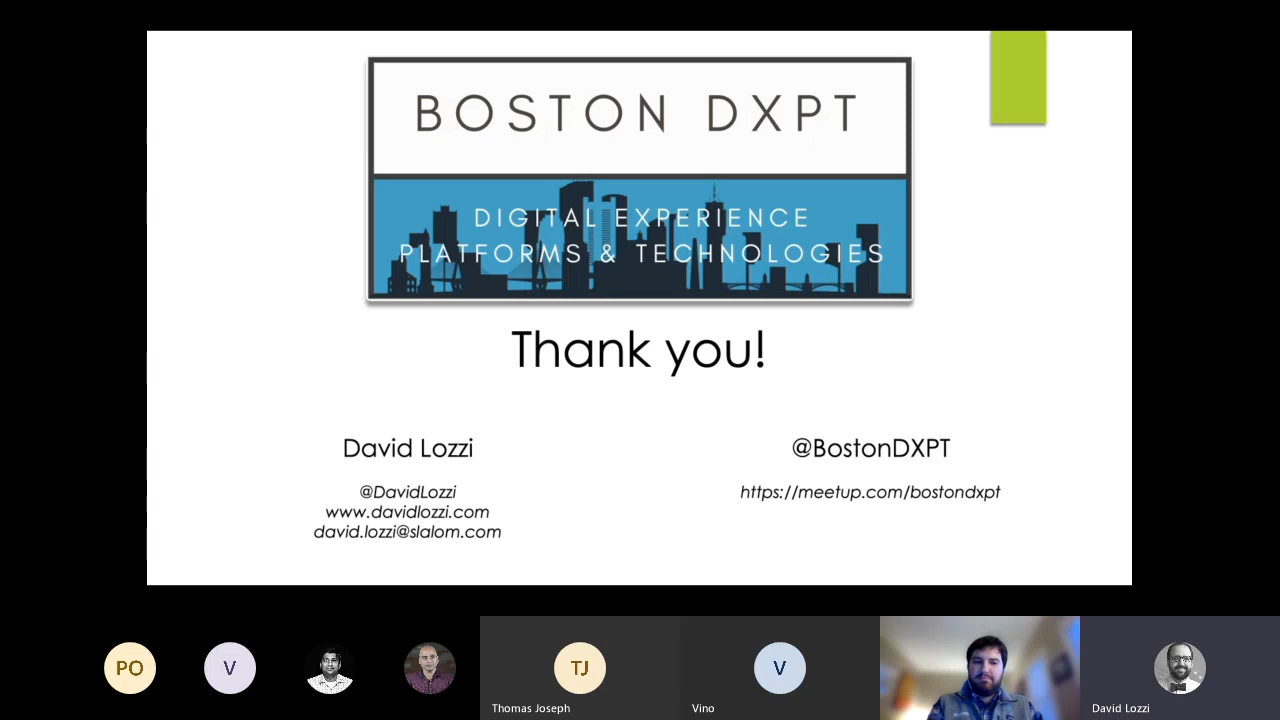 BOSTON DXPT
DIGITAL EXPERIENCE
PLATFORMS & TECHNOLOGIES
Thank you!
David Lozzi
@DavidLozzi
www.davidlozzi.com
david.lozzi@slalom.com
@BostonDXPT
https://meetup.com/bostondxpt
PO
V
TJ
Thomas Joseph
V
Vino
David Lozzi